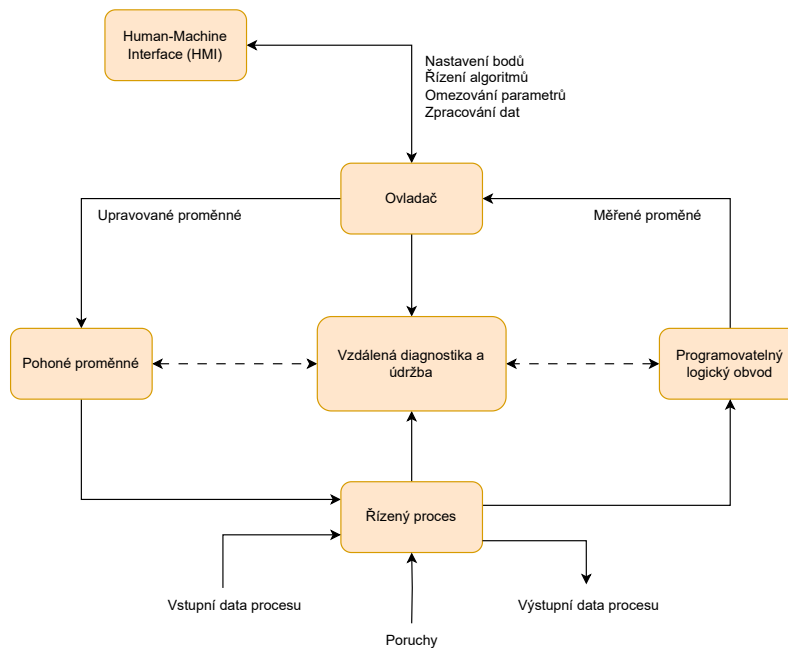 Human-Machine
Interface (HMI)
Nastavení bodů
Řízení algoritmů
Omezování parametrů
Zpracování dat
Ovladač
Upravované proměnné
Měřené proměné
Pohoné proměnné
Vzdálená diagnostika a
údržba
Programovatelný
logický obvod
Řízený proces
Vstupní data procesu
Výstupní data procesu
Poruchy